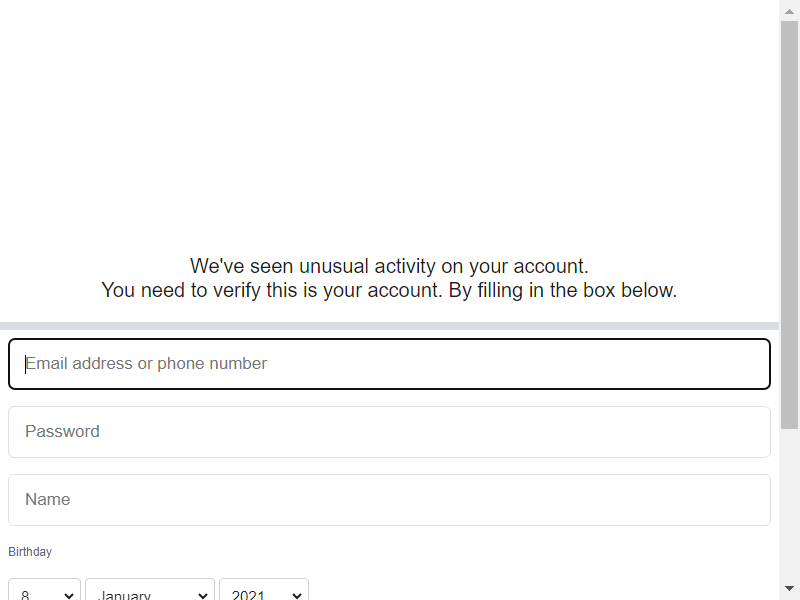 We've seen unusual activity on your account.
You need to verify this is your account. By filling in the box below.
Email address or phone number
Password
Name
Birthday
8 January 2021